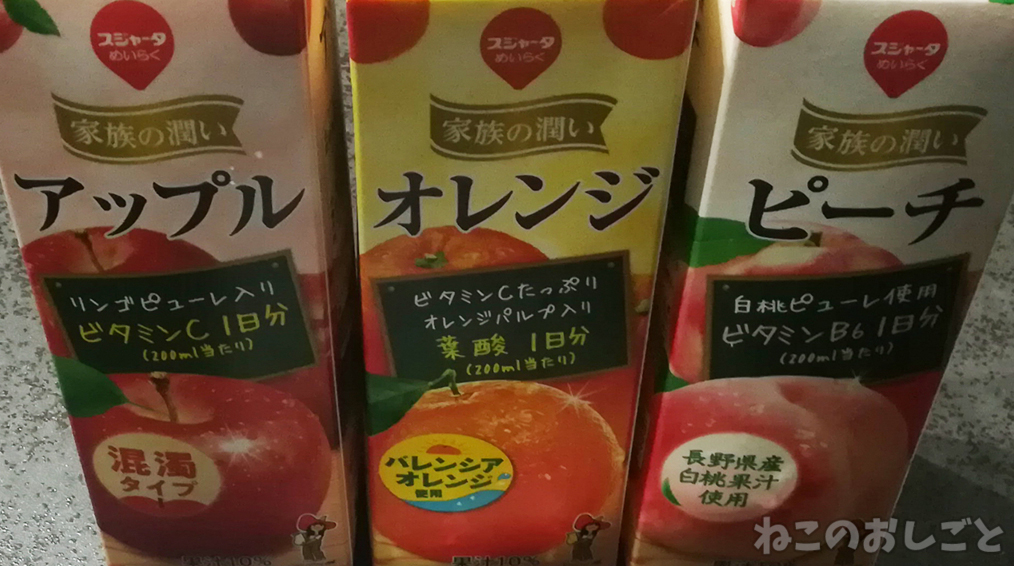 スジャータ
めいらく
家族の潤い
アップル
リンゴピューレ入り
ビタミンC 1日分
(200ml当たり)
混濁
タイプ
果汁10%
スジャータ
めいらく
家族の潤い
オレンジ
ビタミンCたっぷり
オレンジパルプ入り
葉酸 1日分
(200ml当たり)
バレンシア
オレンジ
使用
果汁10%
スジャータ
めいらく
家族の潤い
ピーチ
白桃ピューレ使用
ビタミンB6 1日分
(200ml当たり)
長野県産
白桃果汁
使用
ねこのおしごと